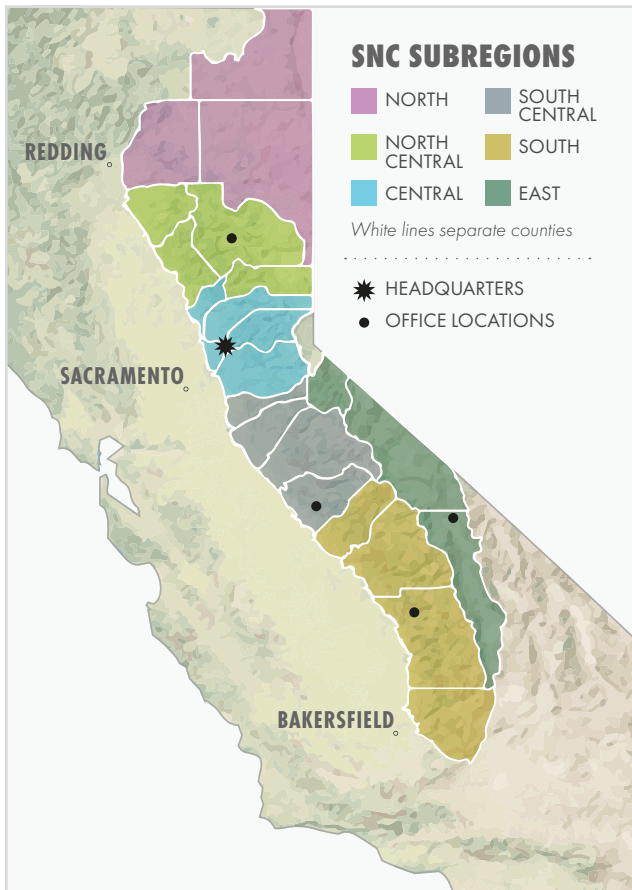 SNC SUBREGIONS
NORTH
SOUTH
CENTRAL
NORTH
CENTRAL
SOUTH
CENTRAL
EAST
White lines separate counties
HEADQUARTERS
OFFICE LOCATIONS
REDDING
SACRAMENTO
BAKERSFIELD